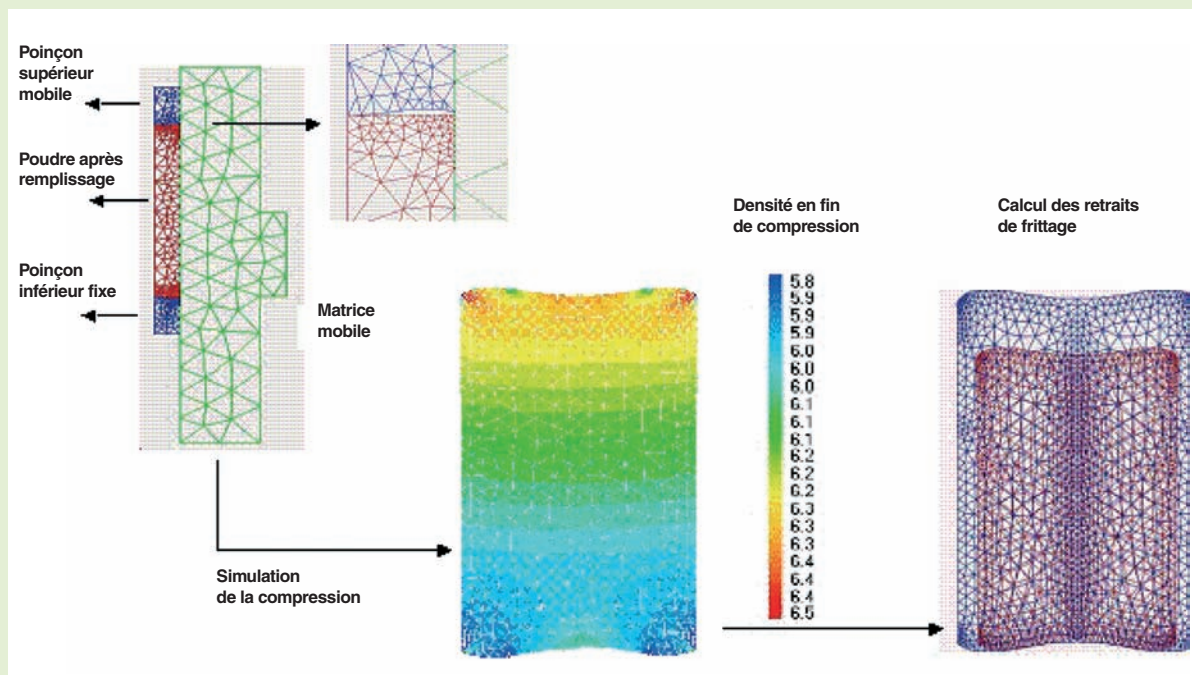 Poinçon
supérieur
mobile
Poudre après
remplissage
Poinçon
inférieur fixe
Matrice
mobile
Simulation
de la compression
Densité en fin
de compression
5.8
5.9
5.9
5.9
6.0
6.0
6.0
6.1
6.1
6.1
6.2
6.2
6.2
6.3
6.3
6.3
6.4
6.4
6.4
6.5
Calcul des retraits
de frittage